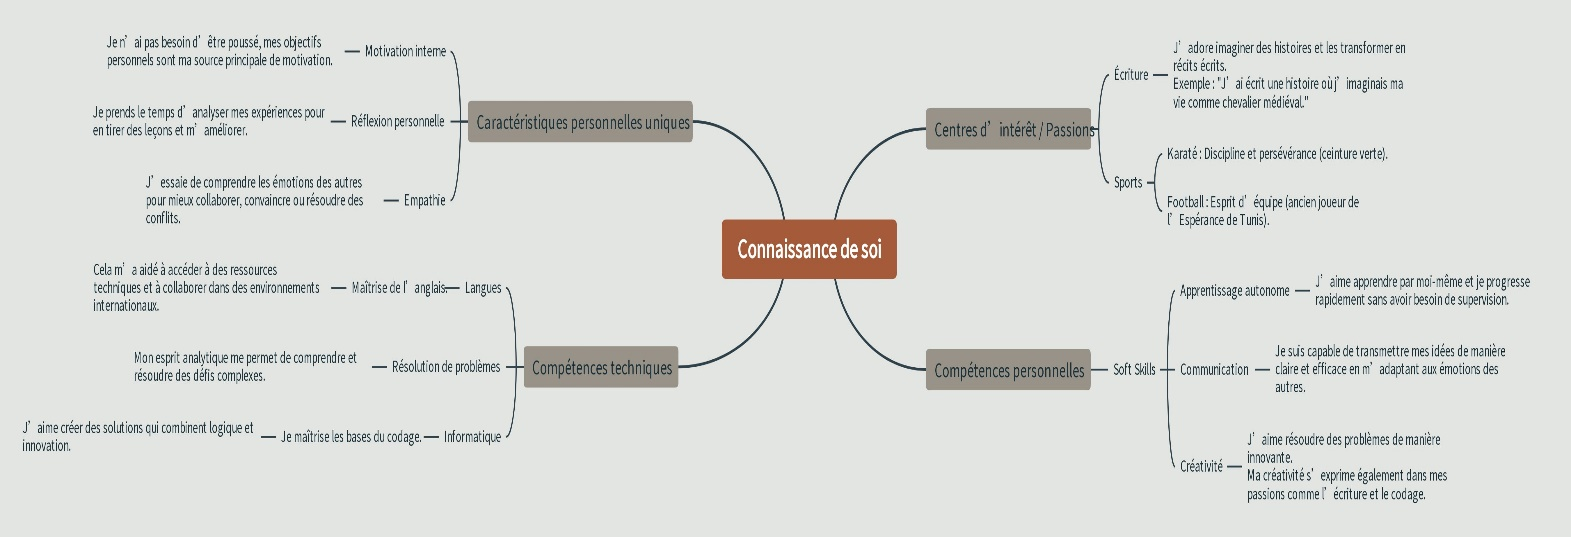 Connaissance de soi
Caractéristiques personnelles uniques
Motivation interne
Je n’ai pas besoin d’être poussé, mes objectifs
personnels sont ma source principale de motivation.
Réflexion personnelle
Je prends le temps d’analyser mes expériences pour
en tirer des leçons et m’améliorer.
Empathie
J’essaie de comprendre les émotions des autres
pour mieux collaborer, convaincre ou résoudre des
conflits.
Compétences techniques
Langues
Maîtrise de l’anglais
Cela m’a aidé à accéder à des ressources
techniques et à collaborer dans des environnements
internationaux.
Résolution de problèmes
Mon esprit analytique me permet de comprendre et
résoudre des défis complexes.
Informatique
Je maîtrise les bases du codage.
J’aime créer des solutions qui combinent logique et
innovation.
Centres d’intérêt / Passions
Écriture
J’adore imaginer des histoires et les transformer en
récits écrits.
Exemple : "J’ai écrit une histoire où j’imaginais ma
vie comme chevalier médiéval."
Sports
Karaté : Discipline et persévérance (ceinture verte).
Football : Esprit d’équipe (ancien joueur de
l’Espérance de Tunis).
Compétences personnelles
Soft Skills
Apprentissage autonome
J’aime apprendre par moi-même et je progresse
rapidement sans avoir besoin de supervision.
Communication
Je suis capable de transmettre mes idées de manière
claire et efficace en m’adaptant aux émotions des
autres.
Créativité
J’aime résoudre des problèmes de manière
innovante.
Ma créativité s’exprime également dans mes
passions comme l’écriture et le codage.